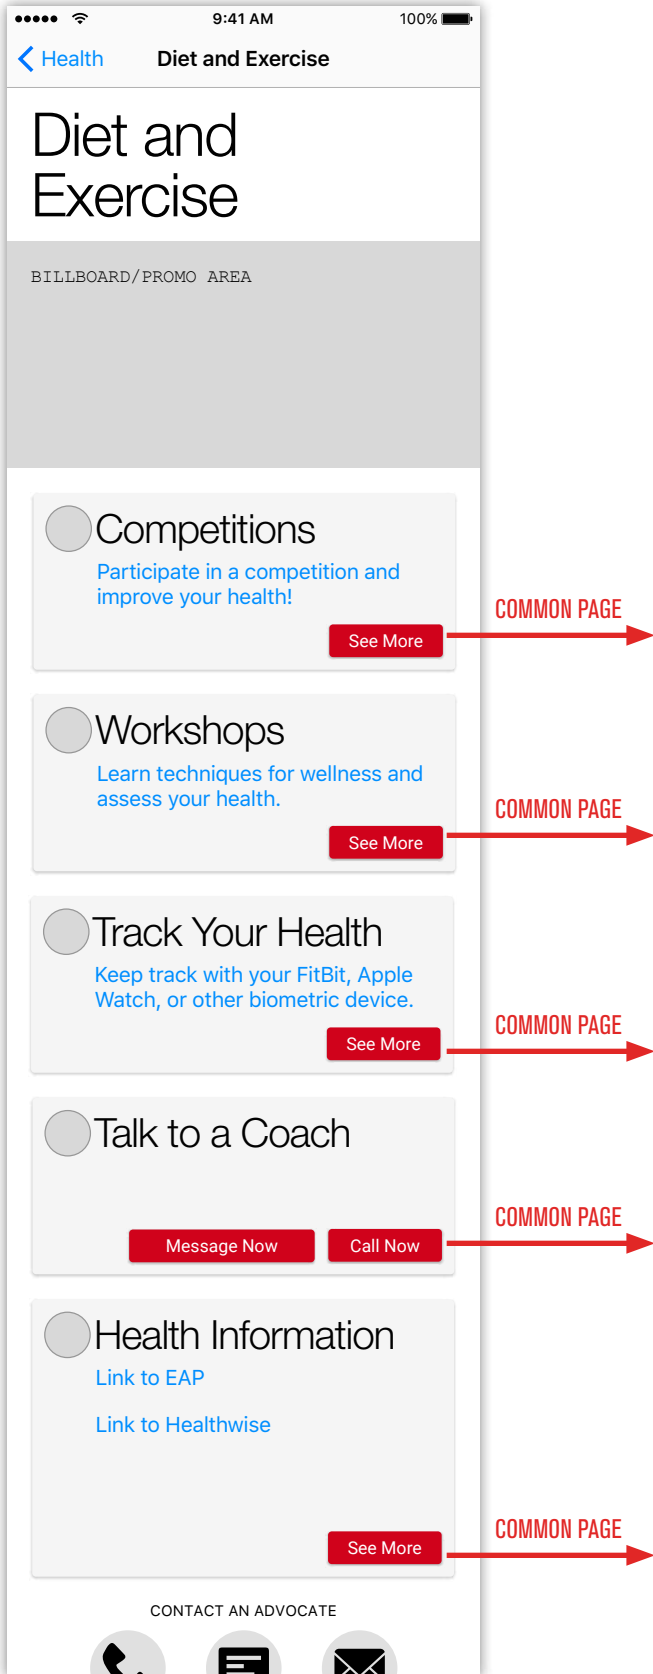 9:41 AM
100%
Health
Diet and Exercise
Diet and
Exercise
BILLBOARD/PROMO AREA
Competitions
Participate in a competition and
improve your health!
See More
COMMON PAGE
Workshops
Learn techniques for wellness and
assess your health.
See More
COMMON PAGE
Track Your Health
Keep track with your FitBit, Apple
Watch, or other biometric device.
See More
COMMON PAGE
Talk to a Coach
Message Now
Call Now
COMMON PAGE
Health Information
Link to EAP
Link to Healthwise
See More
COMMON PAGE
CONTACT AN ADVOCATE